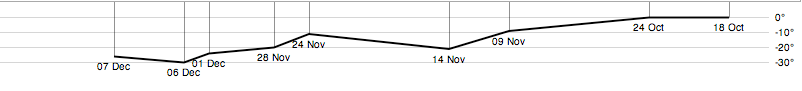 0°
24 Oct
18 Oct
-10°
24 Nov
09 Nov
-20°
28 Nov
14 Nov
-30°
07 Dec
06 Dec
01 Dec